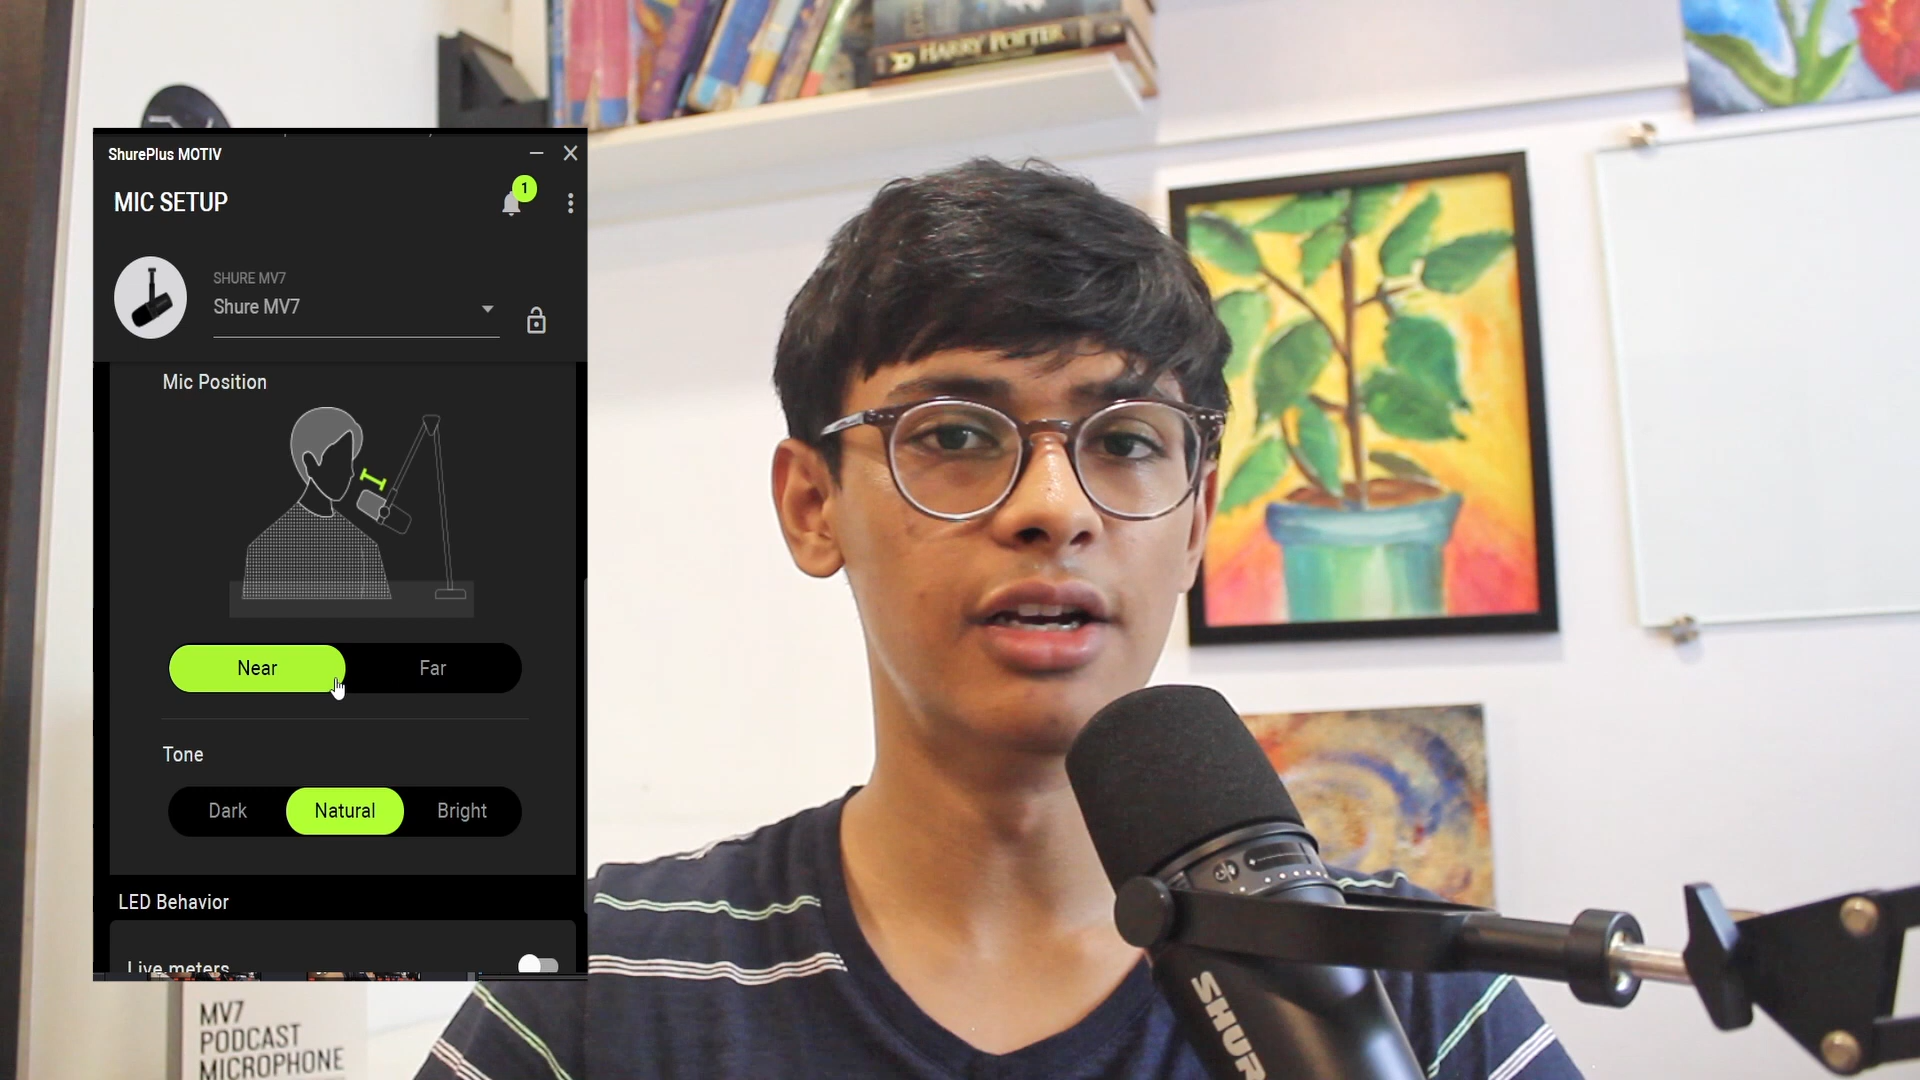 HARRY POTTER
ShurePlus MOTIV
MIC SETUP
1
SHURE MV7
Shure MV7
Mic Position
Near
Far
Tone
Dark
Natural
Bright
LED Behavior
Live meters
MV7
PODCAST
MICROPHONE
SHURE